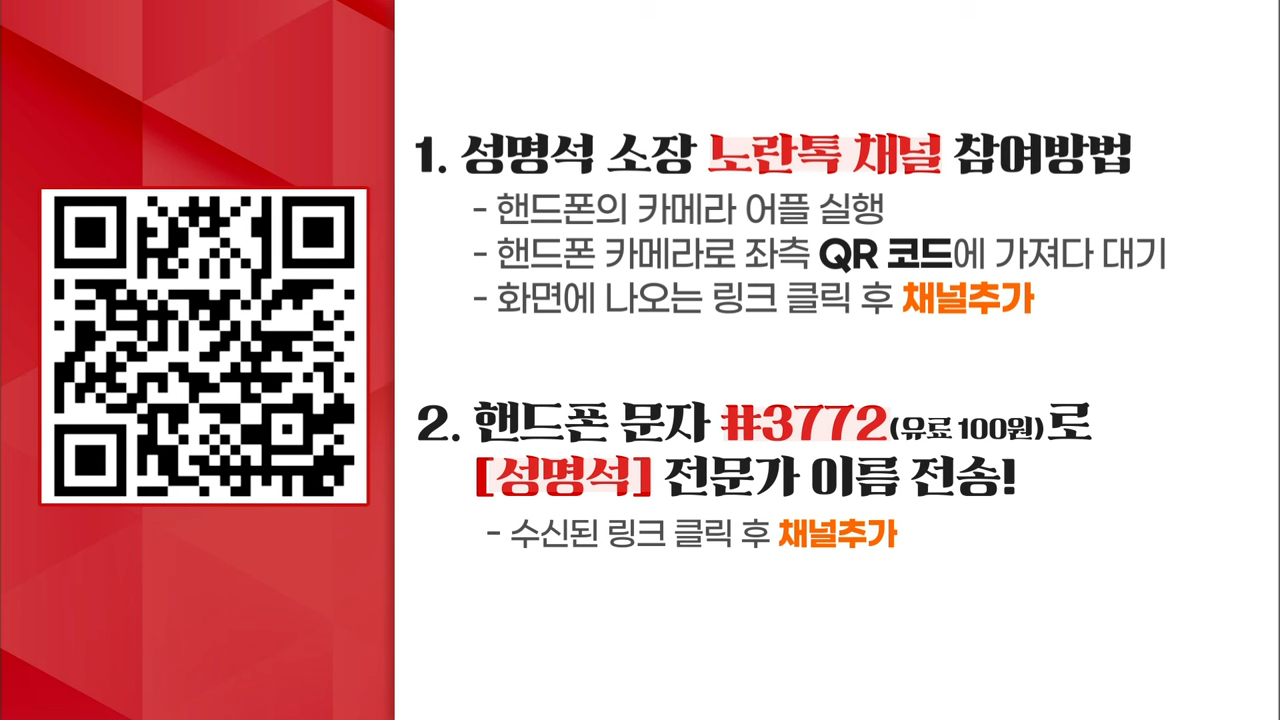 1. 성명석 소장 노란톡 채널 참여방법
- 핸드폰의 카메라 어플 실행
- 핸드폰 카메라로 좌측 QR 코드에 가져다 대기
- 화면에 나오는 링크 클릭 후 채널추가
2. 핸드폰 문자 #3772(유료 100원)로
[성명석] 전문가 이름 전송!
- 수신된 링크 클릭 후 채널추가